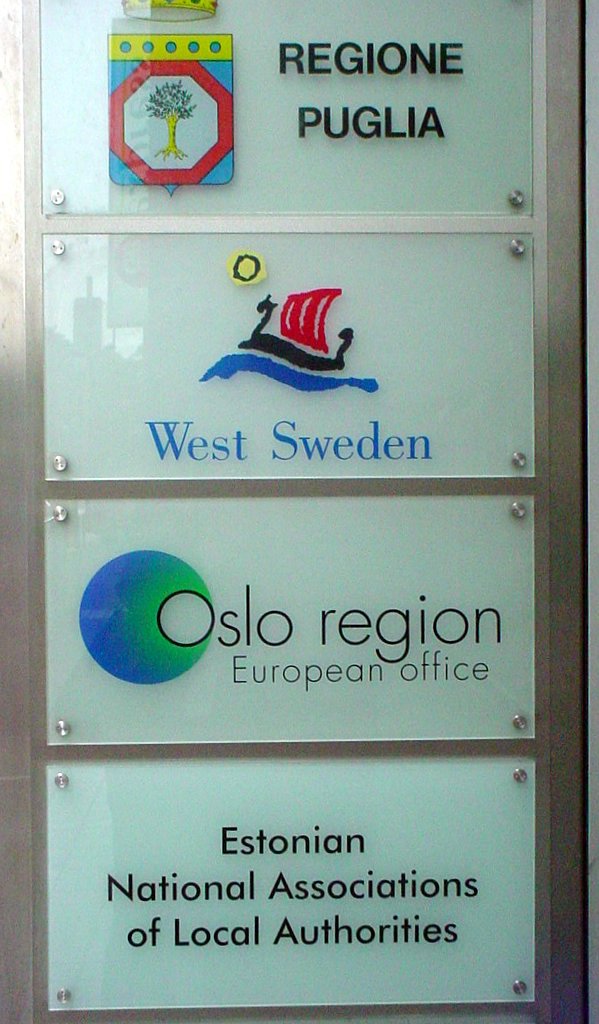 REGIONE
PUGLIA
West Sweden
Oslo region
European office
Estonian
National Associations
of Local Authorities